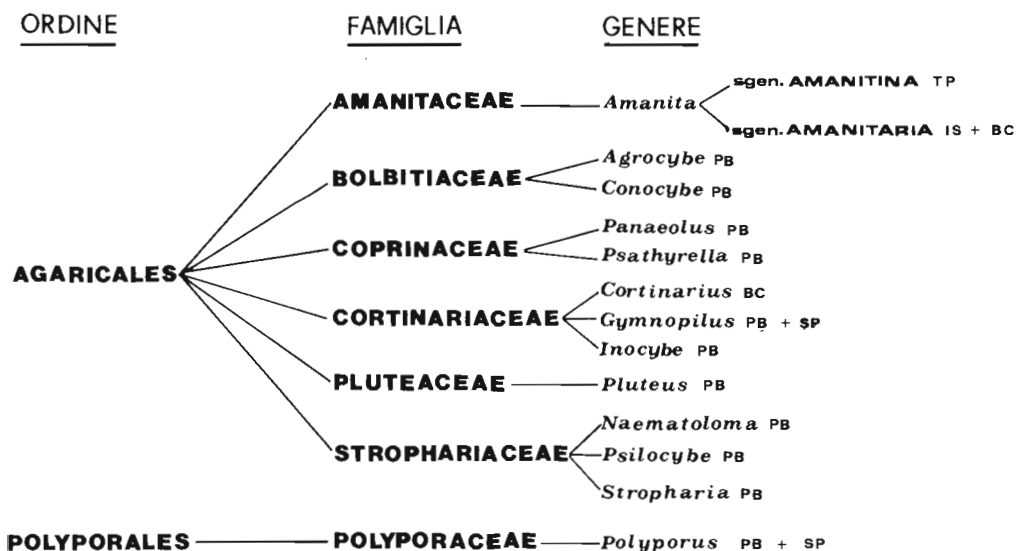 ORDINE FAMIGLIA GENERE
sgen. AMANITINA TP
AMANITACEAE Amanita
sgen. AMANITARIA IS + BC
Agrocybe PB
BOLBITIACEAE
Conocybe PB
Panaeolus PB
COPRINACEAE
Psathyrella PB
AGARICALES
Cortinarius BC
CORTINARIACEAE Gymnopilus PB + SP
Inocybe PB
PLUTEACEAE Pluteus PB
Naematoloma PB
STROPHARIACEAE Psilocybe PB
Stropharia PB
POLYPORALES POLYPORACEAE Polyporus PB + SP